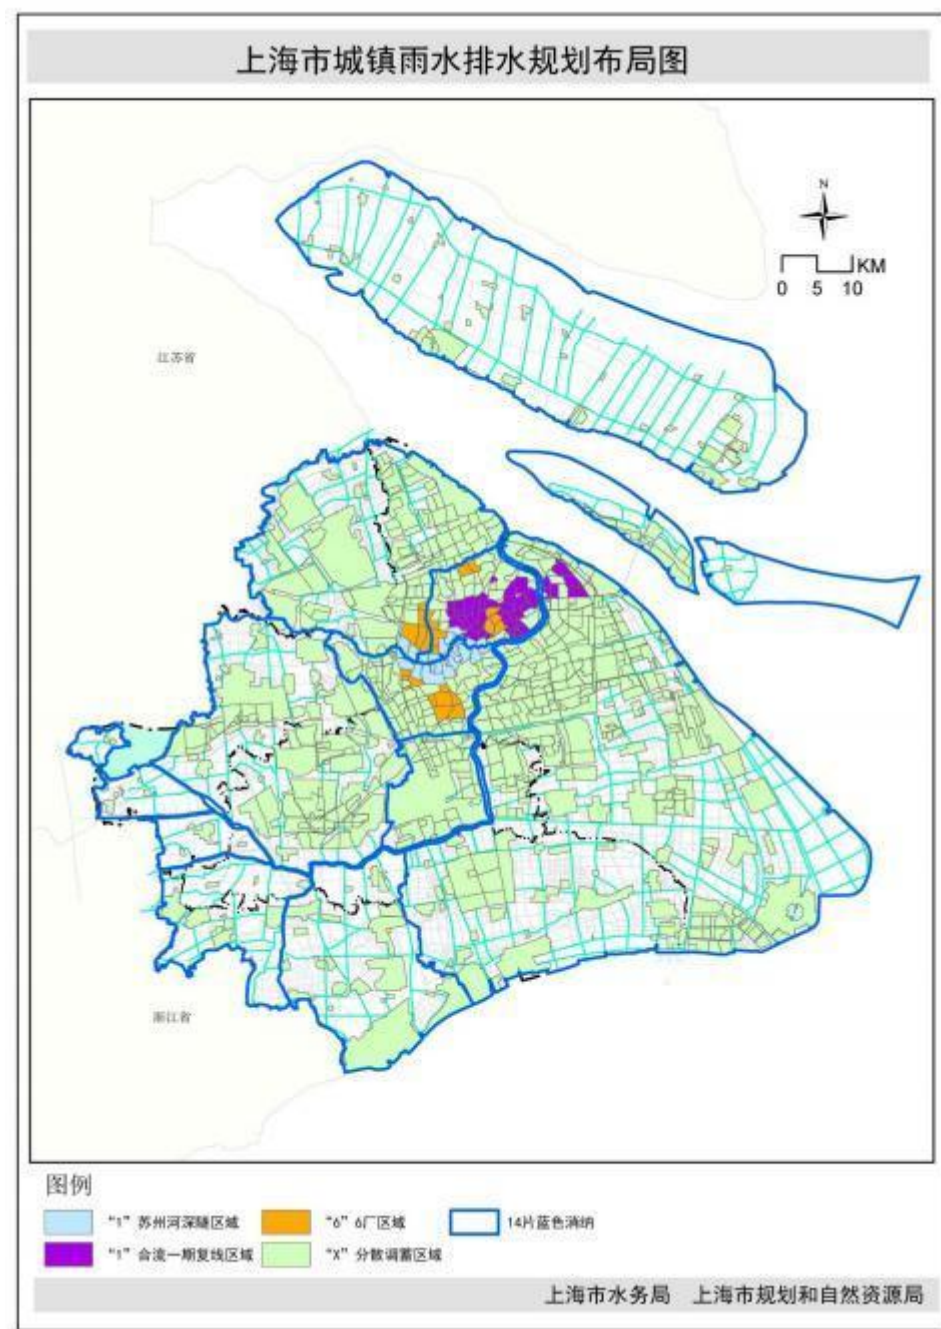 上海市城镇雨水排水规划布局图
N
KM
0 5 10
江苏省
浙江省
图例
“1”苏州河深隧区域
“6”6厂区域
14片蓝色消纳
“1”合流一期复线区域
“X”分散调蓄区域
上海市水务局 上海市规划和自然资源局